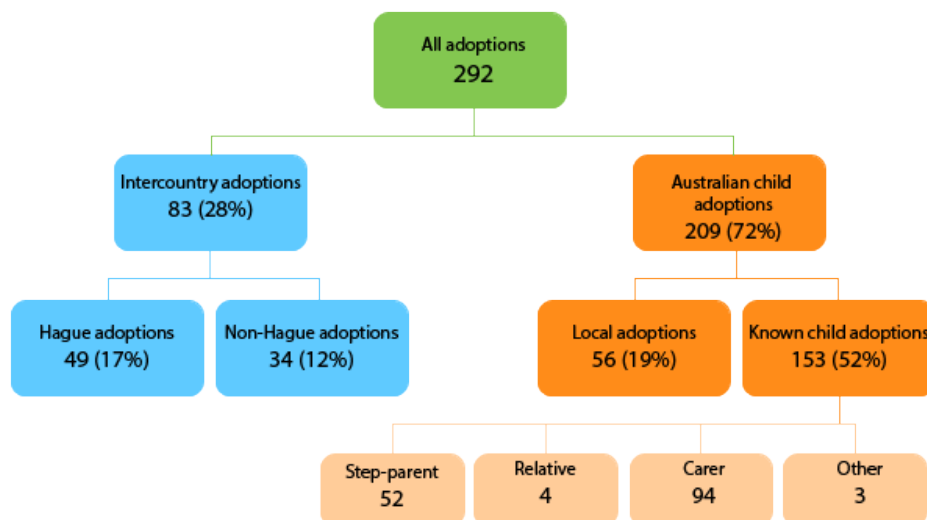 All adoptions
292
Intercountry adoptions
83 (28%)
Australian child
adoptions
209 (72%)
Hague adoptions
49 (17%)
Non-Hague adoptions
34 (12%)
Local adoptions
56 (19%)
Known child adoptions
153 (52%)
Step-parent
52
Relative
4
Carer
94
Other
3